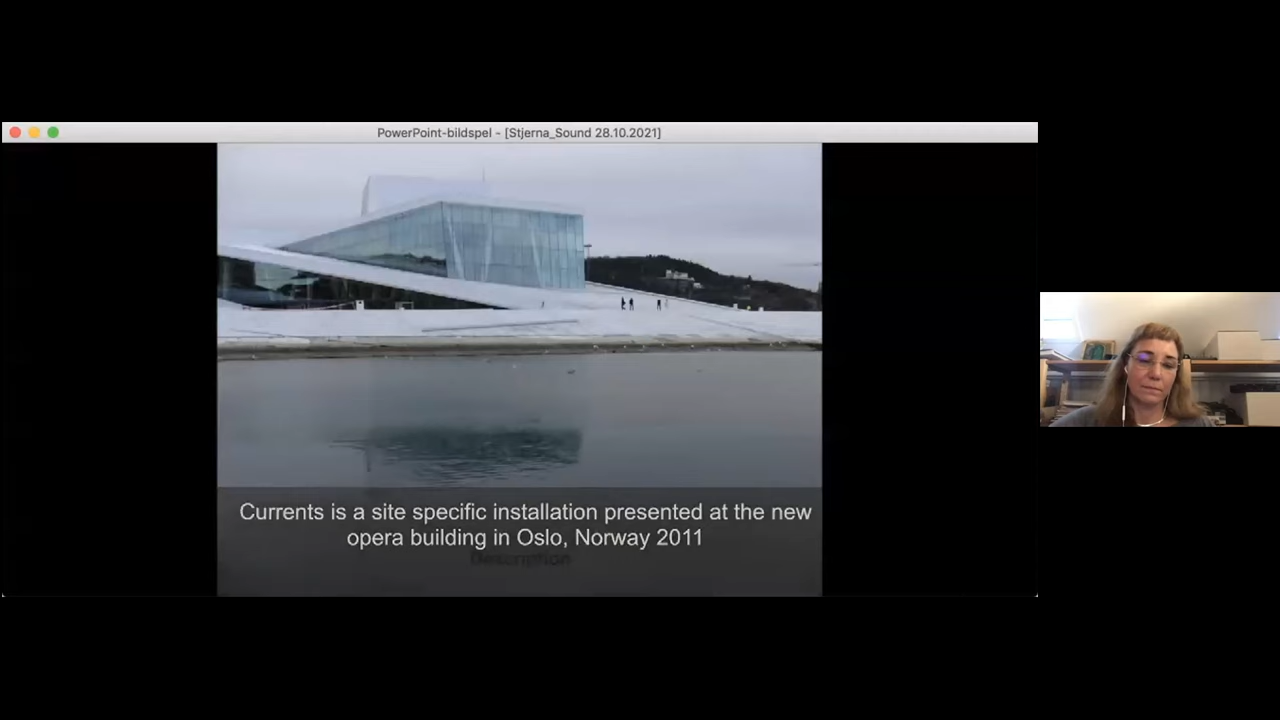 PowerPoint-bildspel - [Stjerna_Sound 28.10.2021]
Currents is a site specific installation presented at the new
opera building in Oslo, Norway 2011
Description